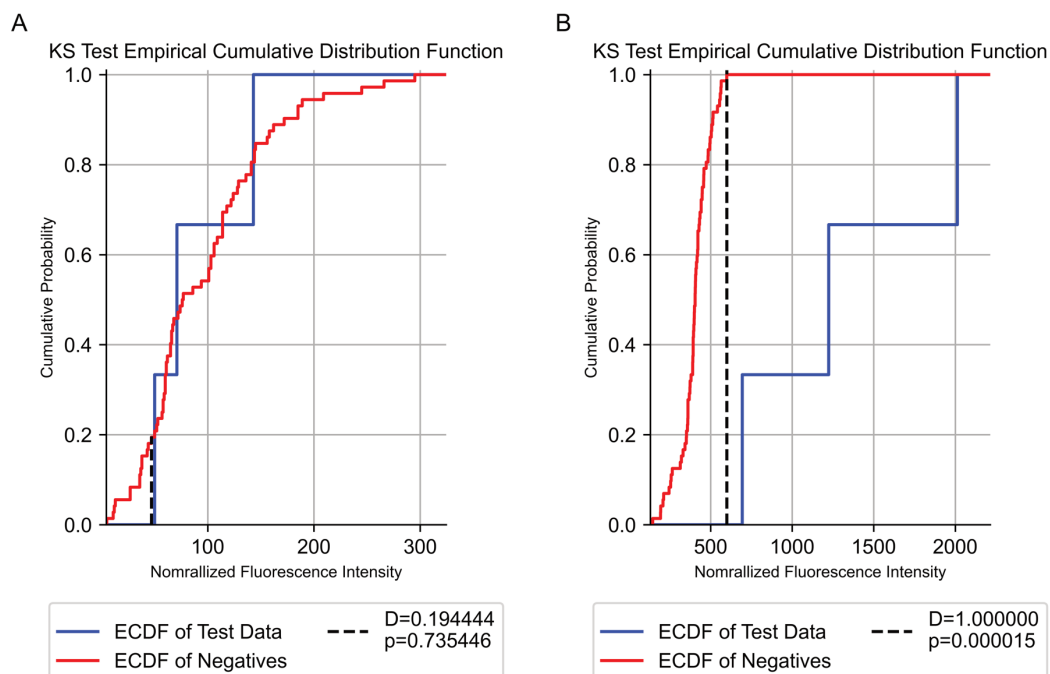 A
KS Test Empirical Cumulative Distribution Function
1.0
0.8
0.6
0.4
0.2
0.0
Cumulative Probability
100
200
300
Nomrallized Fluorescence Intensity
ECDF of Test Data
ECDF of Negatives
D=0.194444
p=0.735446
B
KS Test Empirical Cumulative Distribution Function
1.0
0.8
0.6
0.4
0.2
0.0
Cumulative Probability
500
1000
1500
2000
Nomrallized Fluorescence Intensity
ECDF of Test Data
ECDF of Negatives
D=1.000000
p=0.000015